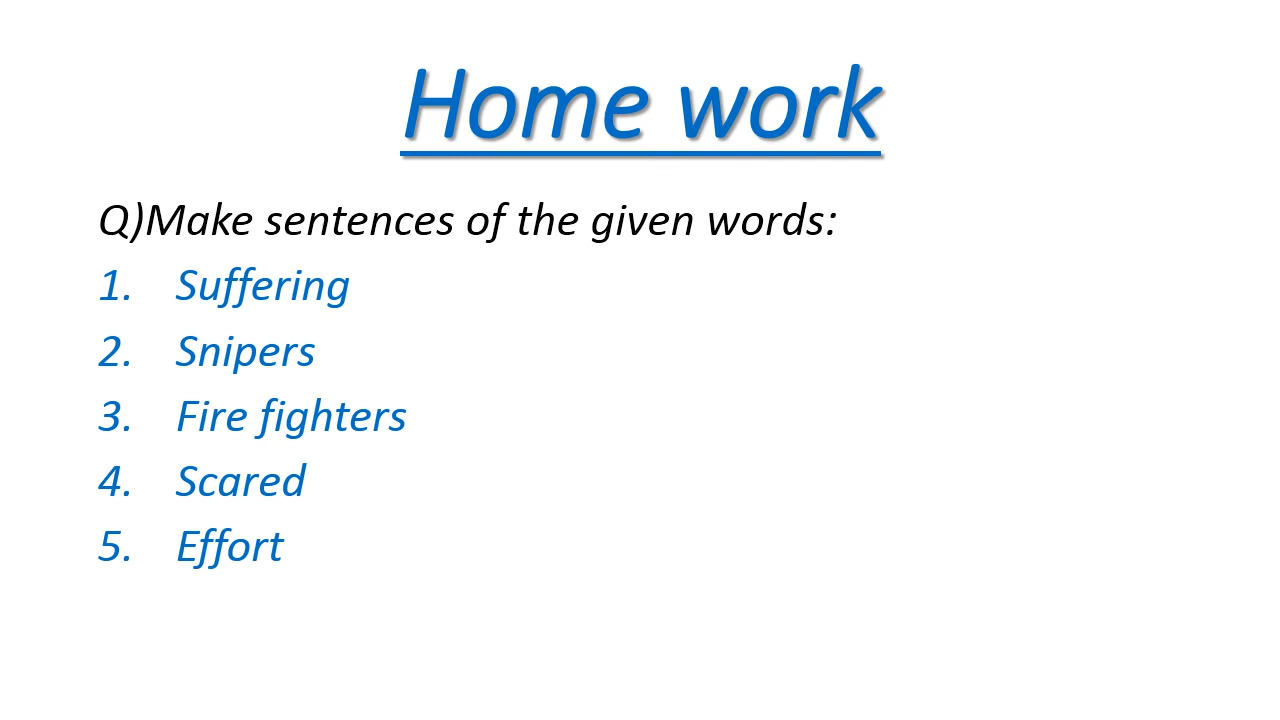 Home work
Q)Make sentences of the given words:
1. Suffering
2. Snipers
3. Fire fighters
4. Scared
5. Effort